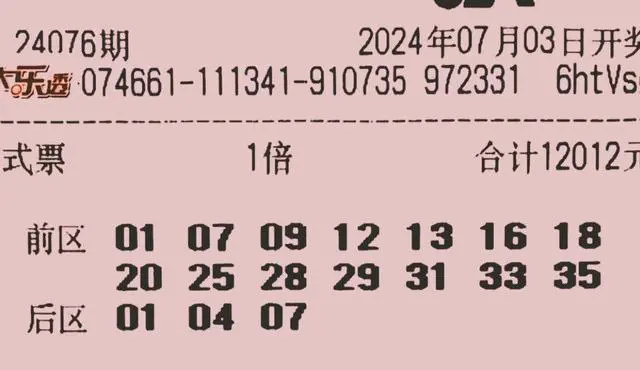 24076期 2024年07月03日开奖
大乐透 074661-111341-910735 972331 6htVs
式票 1倍 合计12012元
前区 01 07 09 12 13 16 18
20 25 28 29 31 33 35
后区 01 04 07